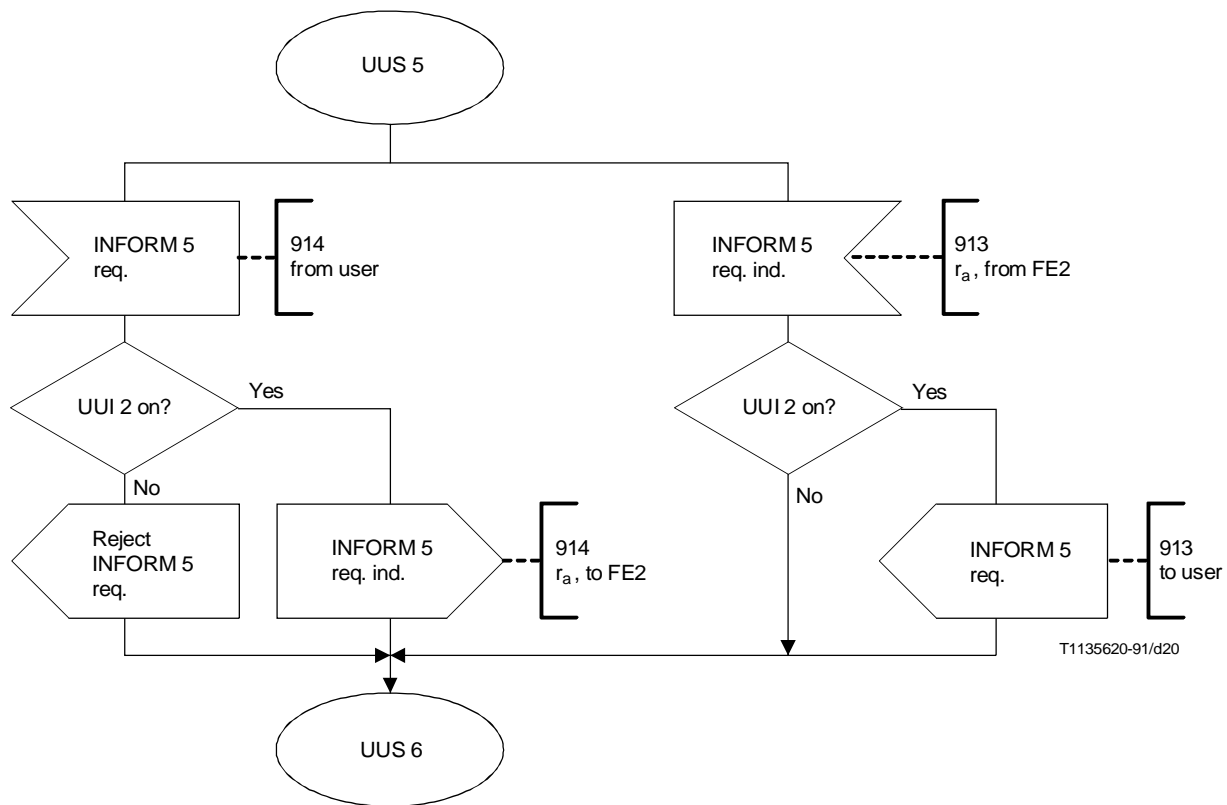 UUS 5
INFORM 5
req.
914
from user
INFORM 5
req. ind.
913
ra, from FE2
UUI 2 on?
Yes
No
UUI 2 on?
Yes
No
Reject
INFORM 5
req.
INFORM 5
req. ind.
914
ra, to FE2
INFORM 5
req.
913
to user
T1135620-91/d20
UUS 6